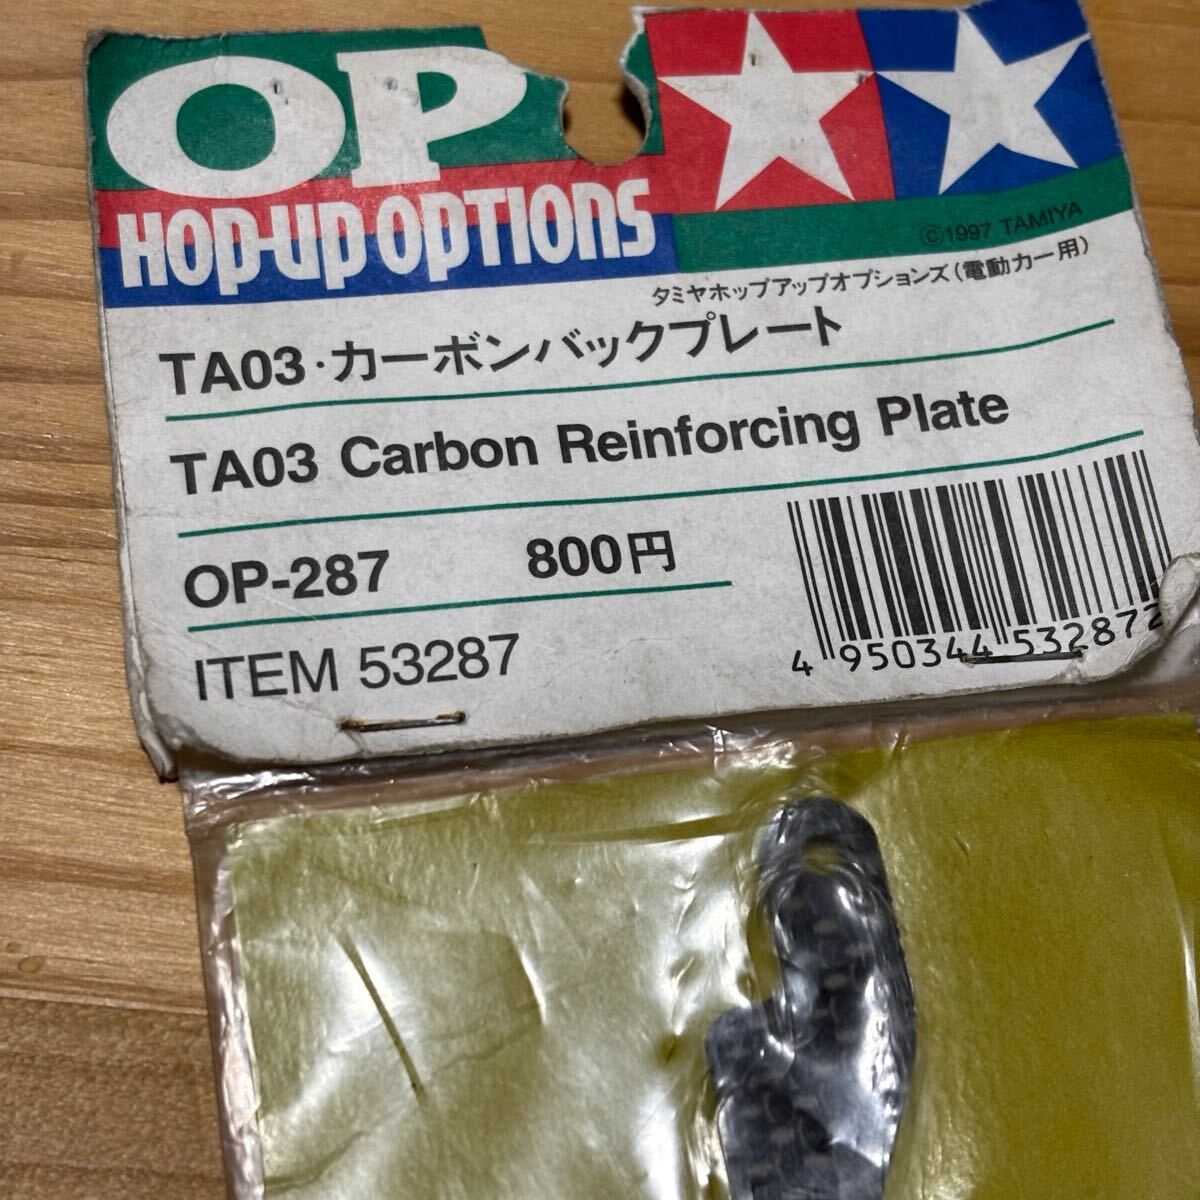 OP
HOP-UP OPTIONS
©1997 TAMIYA
タミヤホップアップオプションズ(電動カー用)
TA03・カーボンバックプレート
TA03 Carbon Reinforcing Plate
OP-287 800円
ITEM 53287
4 950344 532872